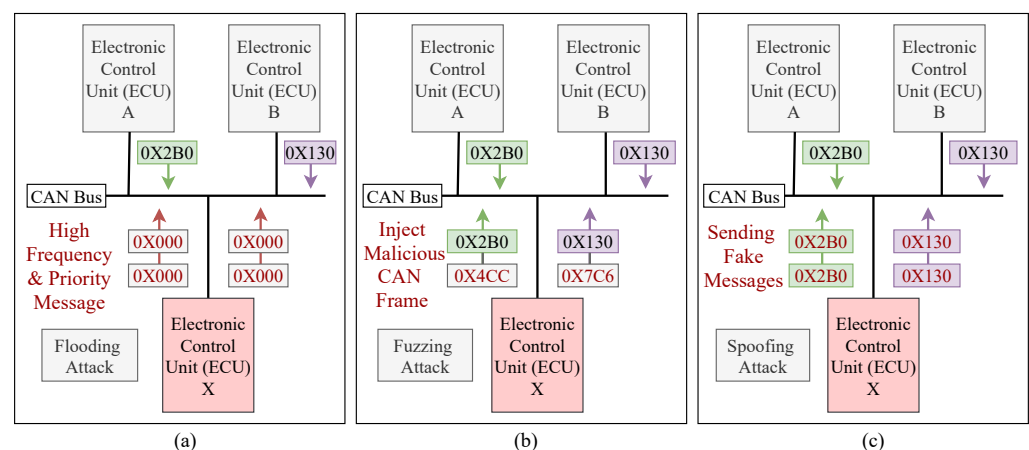 Electronic
Control
Unit (ECU)
A
Electronic
Control
Unit (ECU)
B
0X2B0
0X130
CAN Bus
High
Frequency
& Priority
Message
0X000
0X000
0X000
0X000
Flooding
Attack
Electronic
Control
Unit (ECU)
X
(a)
Electronic
Control
Unit (ECU)
A
Electronic
Control
Unit (ECU)
B
0X2B0
0X130
CAN Bus
Inject
Malicious
CAN
Frame
0X2B0
0X130
0X4CC
0X7C6
Fuzzing
Attack
Electronic
Control
Unit (ECU)
X
(b)
Electronic
Control
Unit (ECU)
A
Electronic
Control
Unit (ECU)
B
0X2B0
0X130
CAN Bus
Sending
Fake
Messages
0X2B0
0X130
0X2B0
0X130
Spoofing
Attack
Electronic
Control
Unit (ECU)
X
(c)